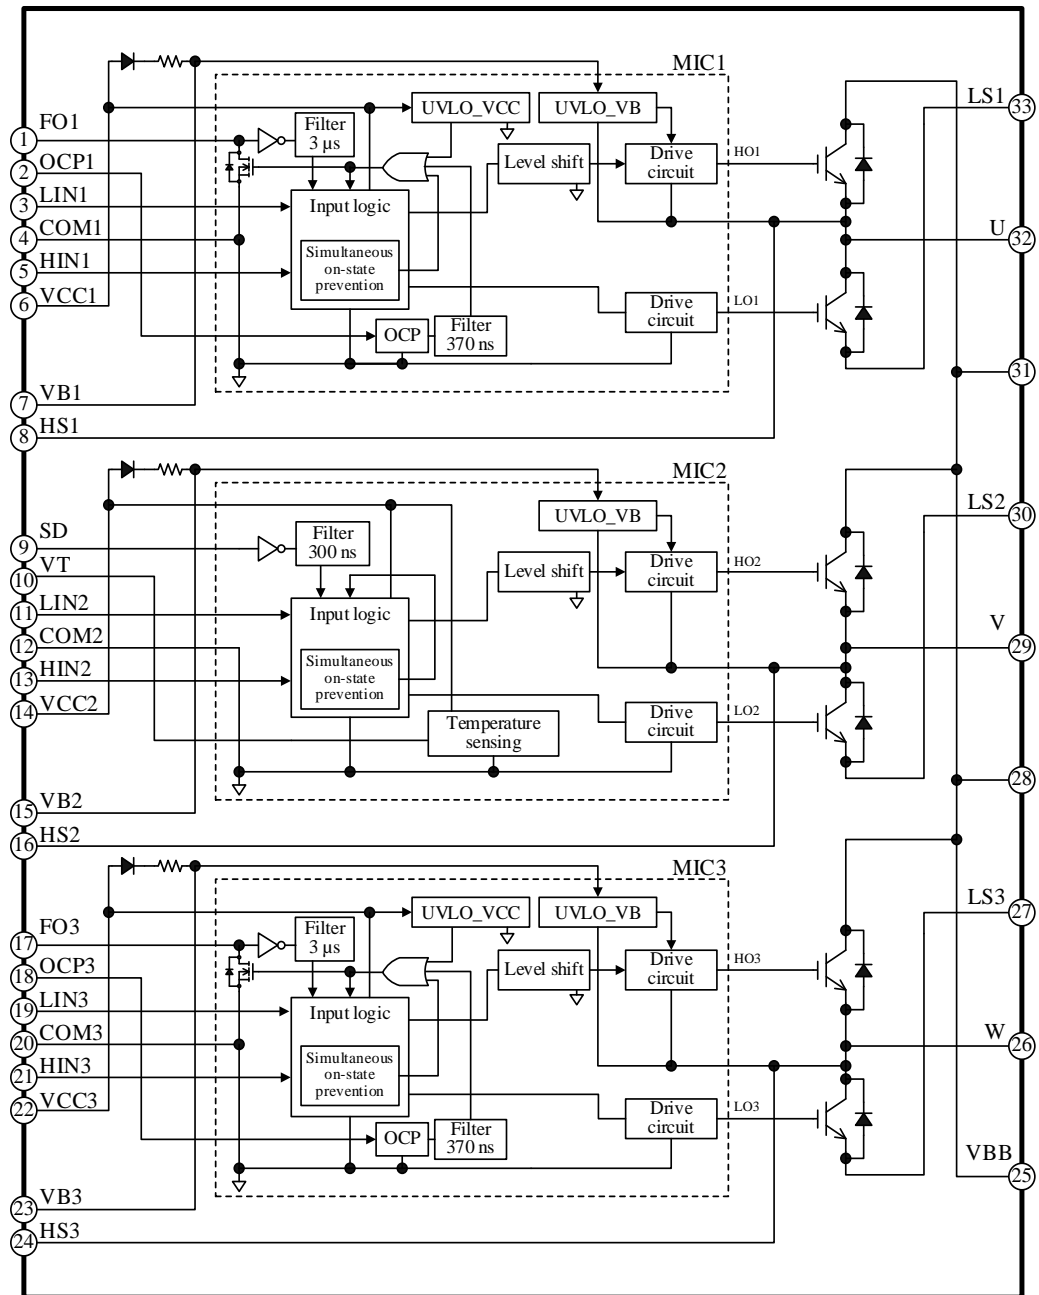 MIC1
UVLO_VCC
UVLO_VB
LS1
33
1
FO1
Filter
3 µs
2
OCP1
Level shift
Drive
circuit
HO1
3
LIN1
Input logic
4
COM1
U
32
5
HIN1
Simultaneous
on-state
prevention
6
VCC1
Drive
circuit
LO1
OCP
Filter
370 ns
31
7
VB1
8
HS1
MIC2
UVLO_VB
LS2
30
9
SD
Filter
300 ns
10
VT
Level shift
Drive
circuit
HO2
11
LIN2
Input logic
12
COM2
V
29
13
HIN2
Simultaneous
on-state
prevention
14
VCC2
Temperature
sensing
Drive
circuit
LO2
28
15
VB2
16
HS2
MIC3
UVLO_VCC
UVLO_VB
LS3
27
17
FO3
Filter
3 µs
18
OCP3
Level shift
Drive
circuit
HO3
19
LIN3
Input logic
20
COM3
W
26
21
HIN3
Simultaneous
on-state
prevention
22
VCC3
Drive
circuit
LO3
OCP
Filter
370 ns
VBB
25
23
VB3
24
HS3